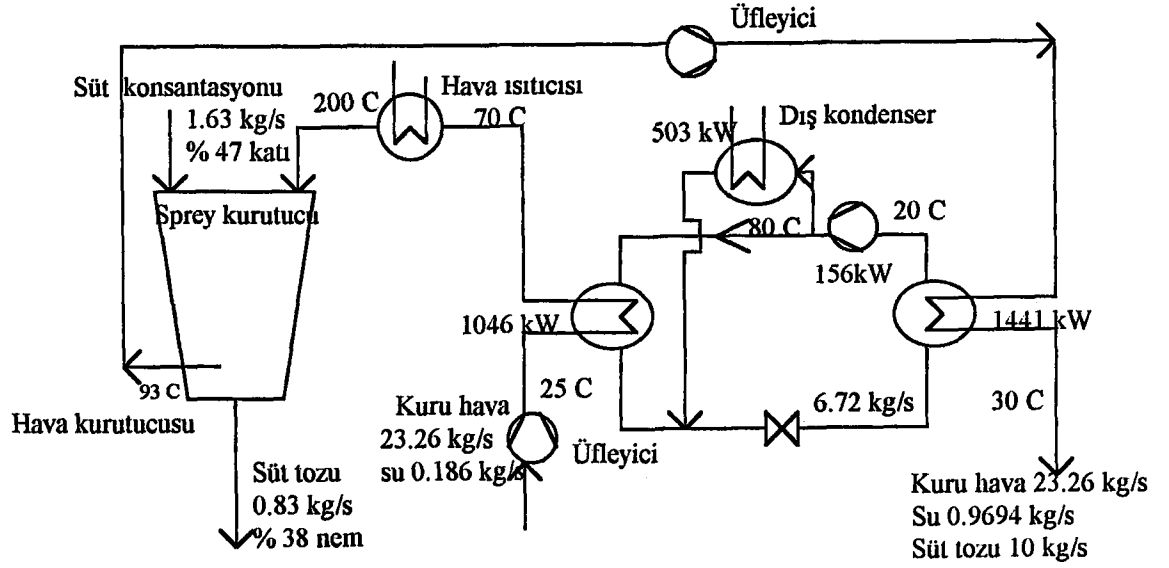 Üfleyici
Süt konsantasyonu
1.63 kg/s
% 47 katı
200 C
Hava ısıtıcısı
70 C
503 kW
Dış kondenser
Sprey kurutucu
80 C
20 C
156kW
1046 kW
1441 kW
93 C
Hava kurutucusu
25 C
Kuru hava
23.26 kg/s
su 0.186 kg/s
Üfleyici
6.72 kg/s
30 C
Süt tozu
0.83 kg/s
% 38 nem
Kuru hava 23.26 kg/s
Su 0.9694 kg/s
Süt tozu 10 kg/s